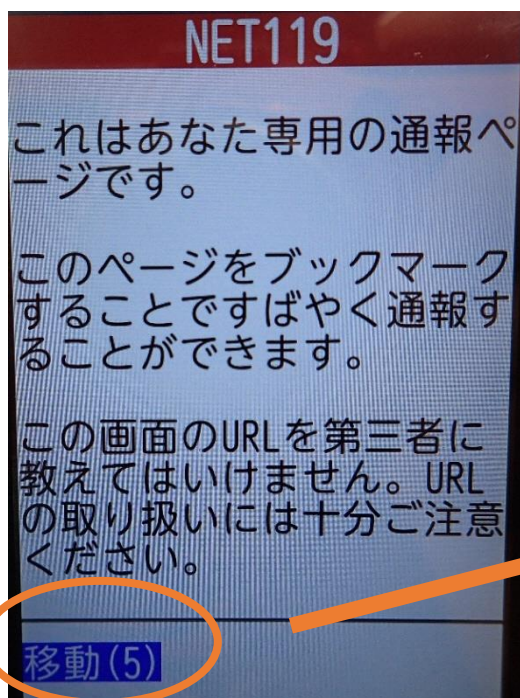 NET119
これはあなた専用の通報ペ
ージです。
このページをブックマーク
することですばやく通報す
ることができます。
この画面のURLを第三者に
教えてはいけません。URL
の取り扱いには十分ご注意
ください。
移動(5)